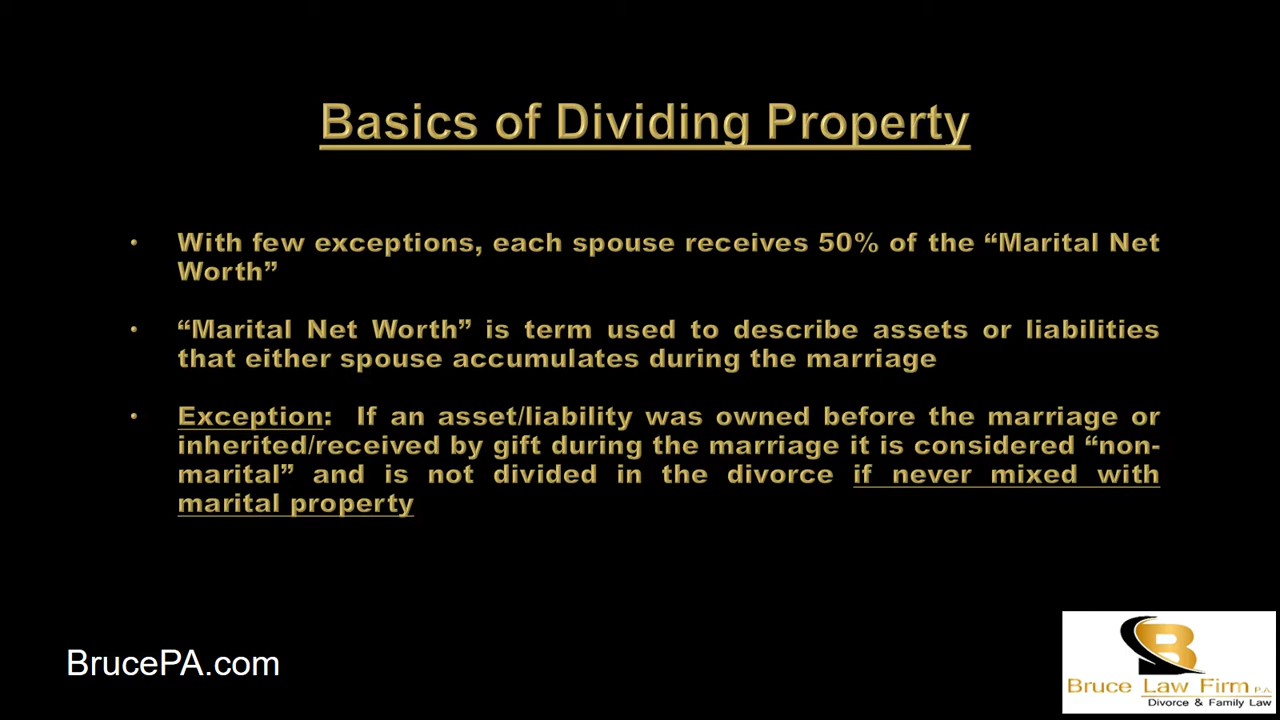 Basics of Dividing Property
• With few exceptions, each spouse receives 50% of the “Marital Net
Worth”
• “Marital Net Worth” is term used to describe assets or liabilities
that either spouse accumulates during the marriage
• Exception: If an asset/liability was owned before the marriage or
inherited/received by gift during the marriage it is considered “non-
marital” and is not divided in the divorce if never mixed with
marital property
BrucePA.com
B
Bruce Law Firm P.A.
Divorce & Family Law